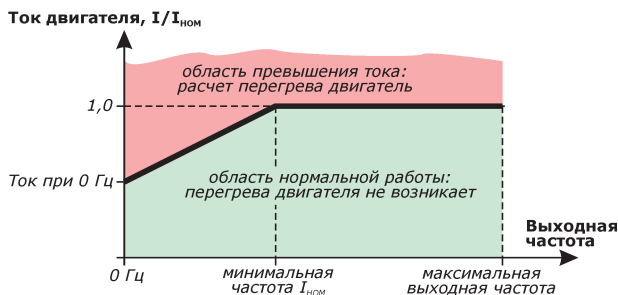 Ток двигателя, I/Iном
область превышения тока:
расчет перегрева двигатель
1,0
Ток при 0 Гц
область нормальной работы:
перегрева двигателя не возникает
Выходная
частота
0 Гц
минимальная
частота Iном
максимальная
выходная частота